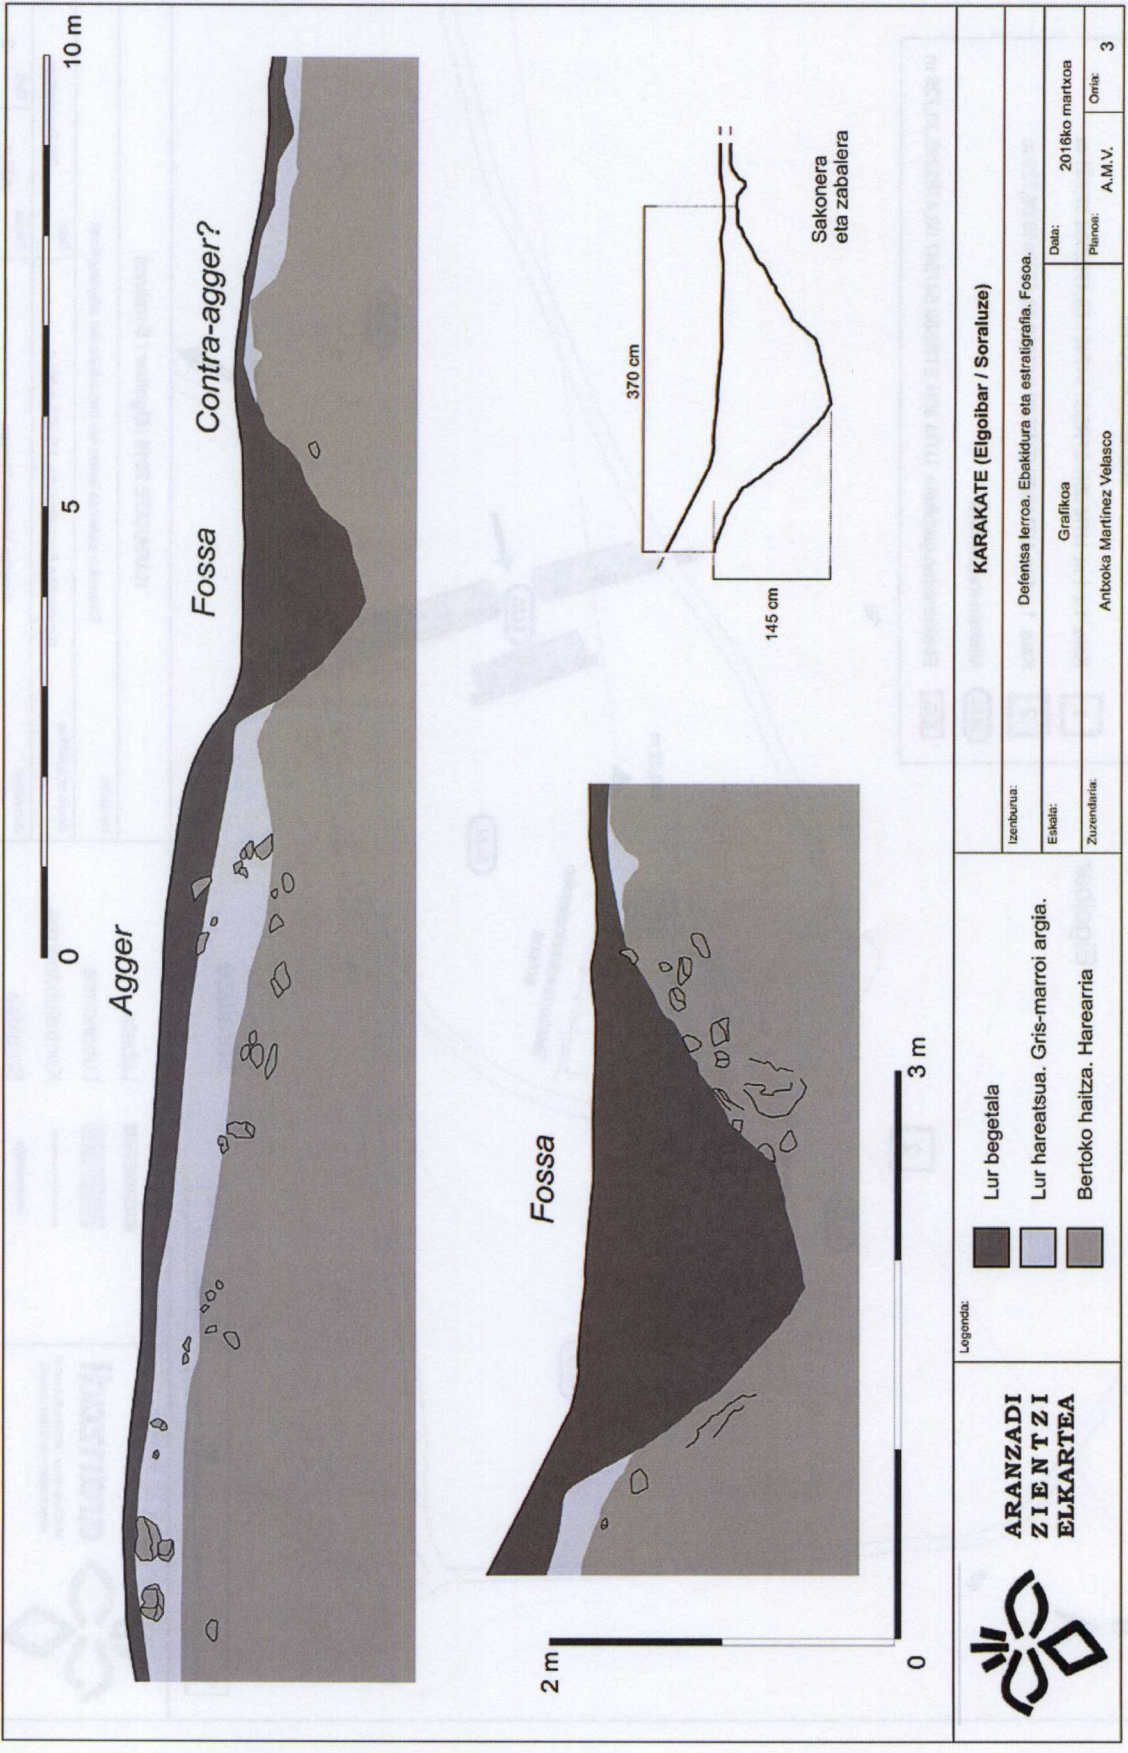 0
5
10 m
Agger
Fossa
Contra-agger?
Fossa
2 m
0
3 m
370 cm
145 cm
Sakonera
eta zabalera
ARANZADI
ZIENTZI
ELKARTEA
Legenda:
Lur begetala
Lur hareatsua. Gris-marroi argia.
Bertoko haitza. Harearria
KARAKATE (Elgoibar / Soraluze)
Izenburua: Defentsa lerroa. Ebakidura eta estratigrafia. Fosoa.
Eskala: Grafikoa
Data: 2016ko martxoa
Zuzendaria: Antxoka Martínez Velasco
Planoa: A.M.V.
Orria: 3